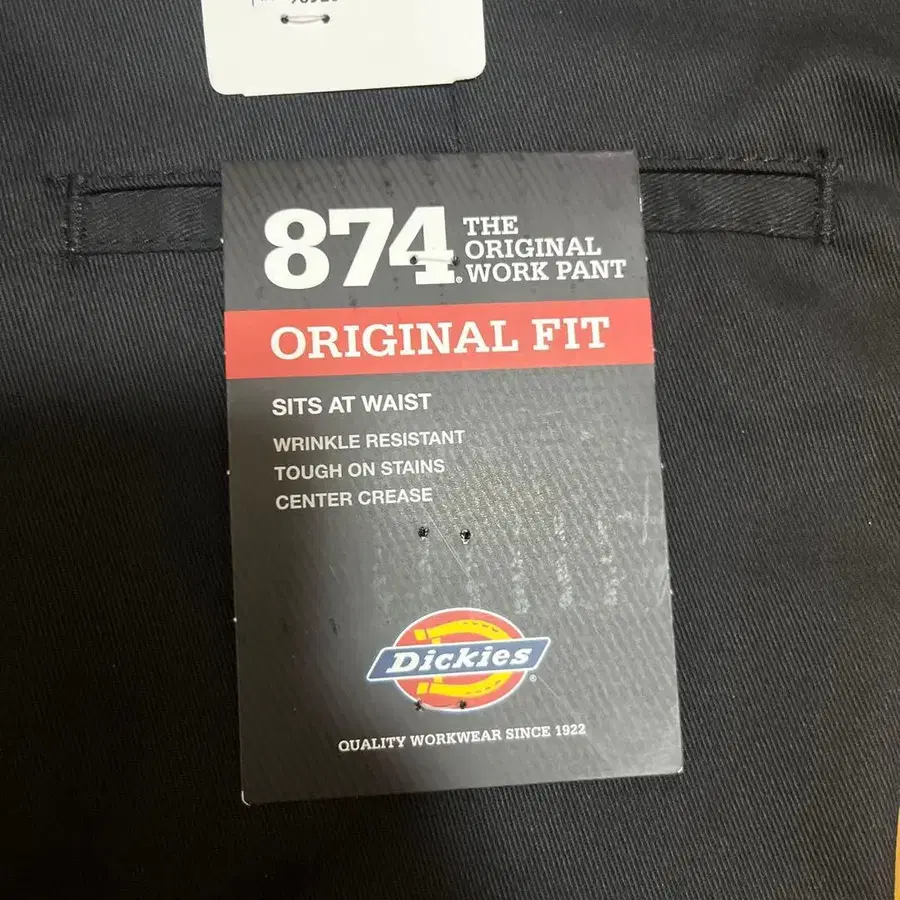 874® THE
ORIGINAL
WORK PANT
ORIGINAL FIT
SITS AT WAIST
WRINKLE RESISTANT
TOUGH ON STAINS
CENTER CREASE
Dickies®
QUALITY WORKWEAR SINCE 1922